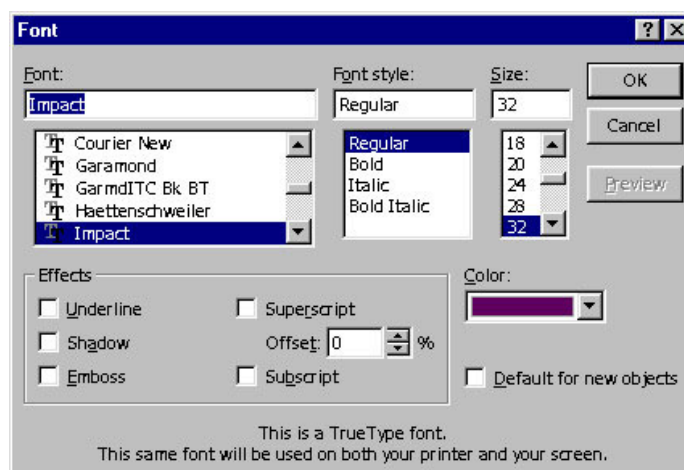 Font
Font: Font style: Size:
Impact Regular 32 OK
Courier New Regular 18 Cancel
Garamond Bold 20
GarmdITC Bk BT Italic 24 Preview
Haettenschweiler Bold Italic 28
Impact 32
Effects Color:
Underline Superscript
Shadow Offset: 0 %
Emboss Subscript Default for new objects
This is a TrueType font.
This same font will be used on both your printer and your screen.